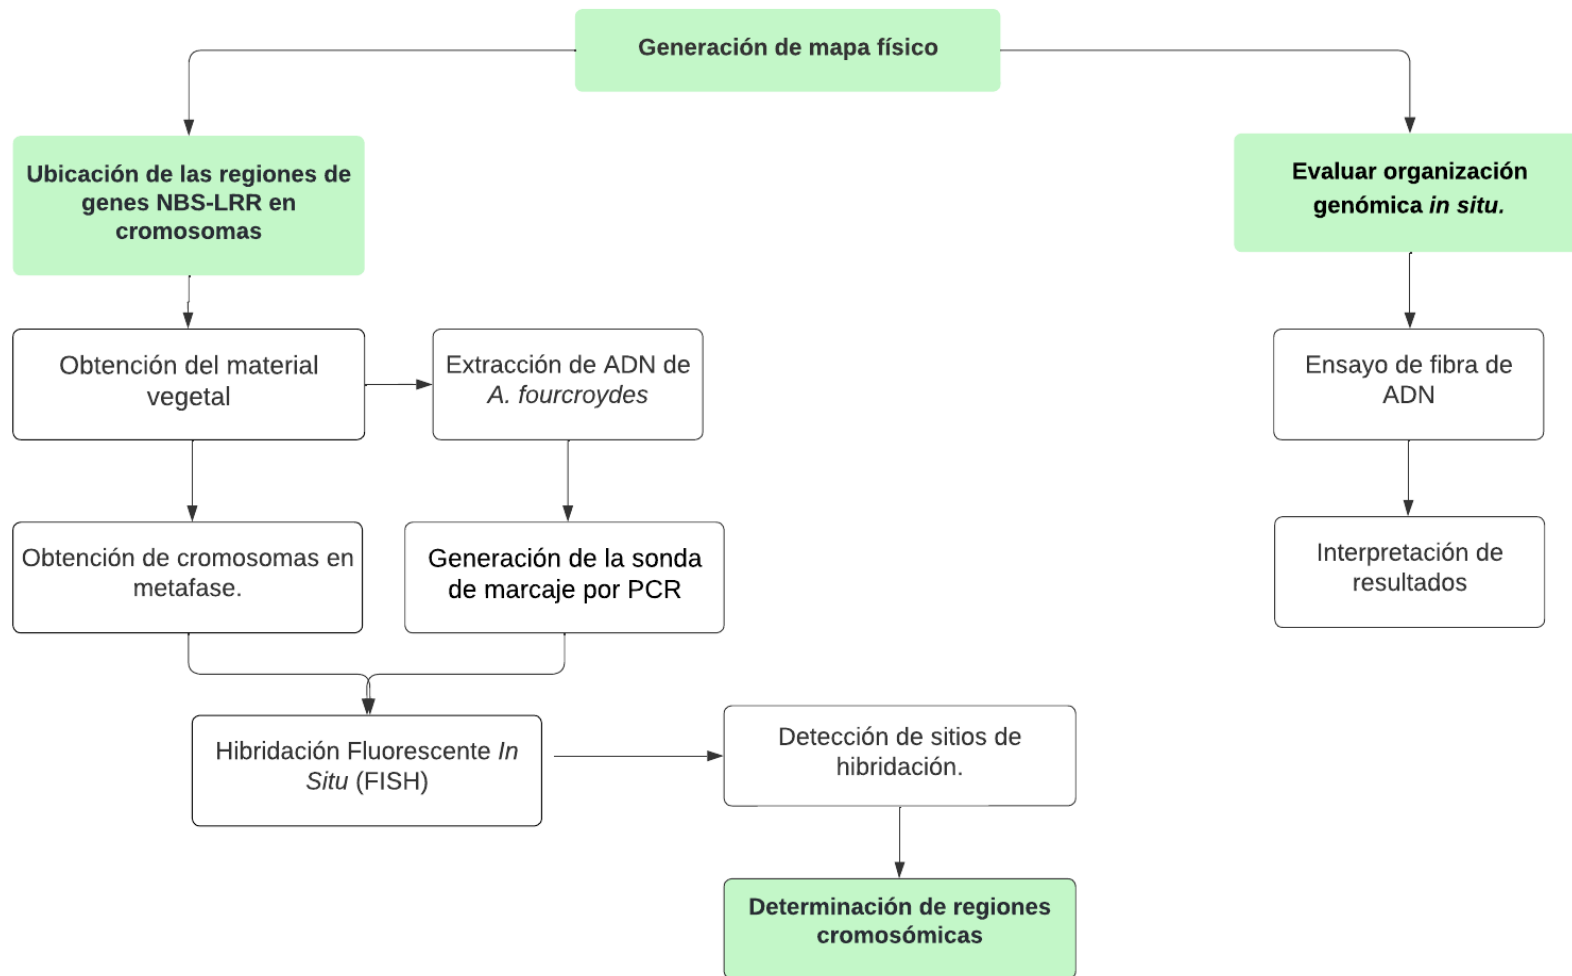 Generación de mapa físico
Ubicación de las regiones de
genes NBS-LRR en
cromosomas
Evaluar organización
genómica in situ.
Obtención del material
vegetal
Extracción de ADN de
A. fourcroydes
Ensayo de fibra de
ADN
Obtención de cromosomas en
metafase.
Generación de la sonda
de marcaje por PCR
Interpretación de
resultados
Hibridación Fluorescente In
Situ (FISH)
Detección de sitios de
hibridación.
Determinación de regiones
cromosómicas